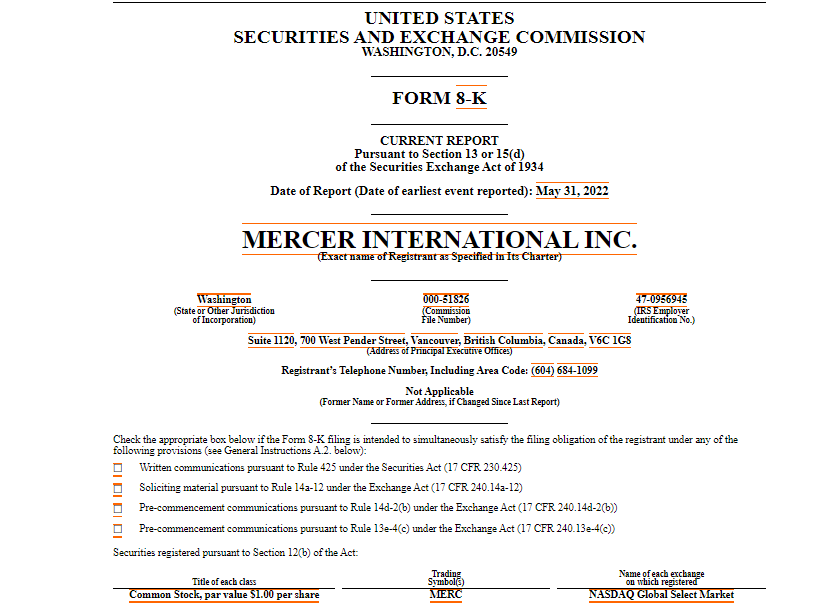 UNITED STATES
SECURITIES AND EXCHANGE COMMISSION
WASHINGTON, D.C. 20549
FORM 8-K
CURRENT REPORT
Pursuant to Section 13 or 15(d)
of the Securities Exchange Act of 1934
Date of Report (Date of earliest event reported): May 31, 2022
MERCER INTERNATIONAL INC.
(Exact name of Registrant as Specified in Its Charter)
Washington 000-51826 47-0956945
(State or Other Jurisdiction (Commission (IRS Employer
of Incorporation) File Number) Identification No.)
Suite 1120, 700 West Pender Street, Vancouver, British Columbia, Canada, V6C 1G8
(Address of Principal Executive Offices)
Registrant's Telephone Number, Including Area Code: (604) 684-1099
Not Applicable
(Former Name or Former Address, if Changed Since Last Report)
Check the appropriate box below if the Form 8-K filing is intended to simultaneously satisfy the filing obligation of the registrant under any of the
following provisions (see General Instructions A.2. below):
☐ Written communications pursuant to Rule 425 under the Securities Act (17 CFR 230.425)
☐ Soliciting material pursuant to Rule 14a-12 under the Exchange Act (17 CFR 240.14a-12)
☐ Pre-commencement communications pursuant to Rule 14d-2(b) under the Exchange Act (17 CFR 240.14d-2(b))
☐ Pre-commencement communications pursuant to Rule 13e-4(c) under the Exchange Act (17 CFR 240.13e-4(c))
Securities registered pursuant to Section 12(b) of the Act:
Trading Name of each exchange
Title of each class Symbol(s) on which registered
Common Stock, par value $1.00 per share MERC NASDAQ Global Select Market